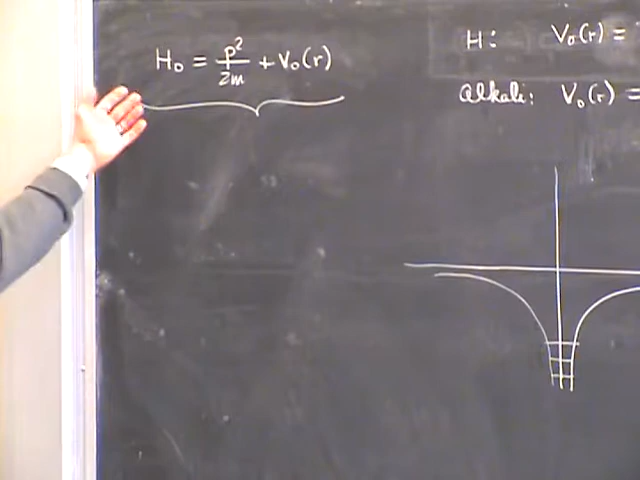 H₀ = p²/2m + V₀(r)
H: V₀(r) =
Alkali: V₀(r) =